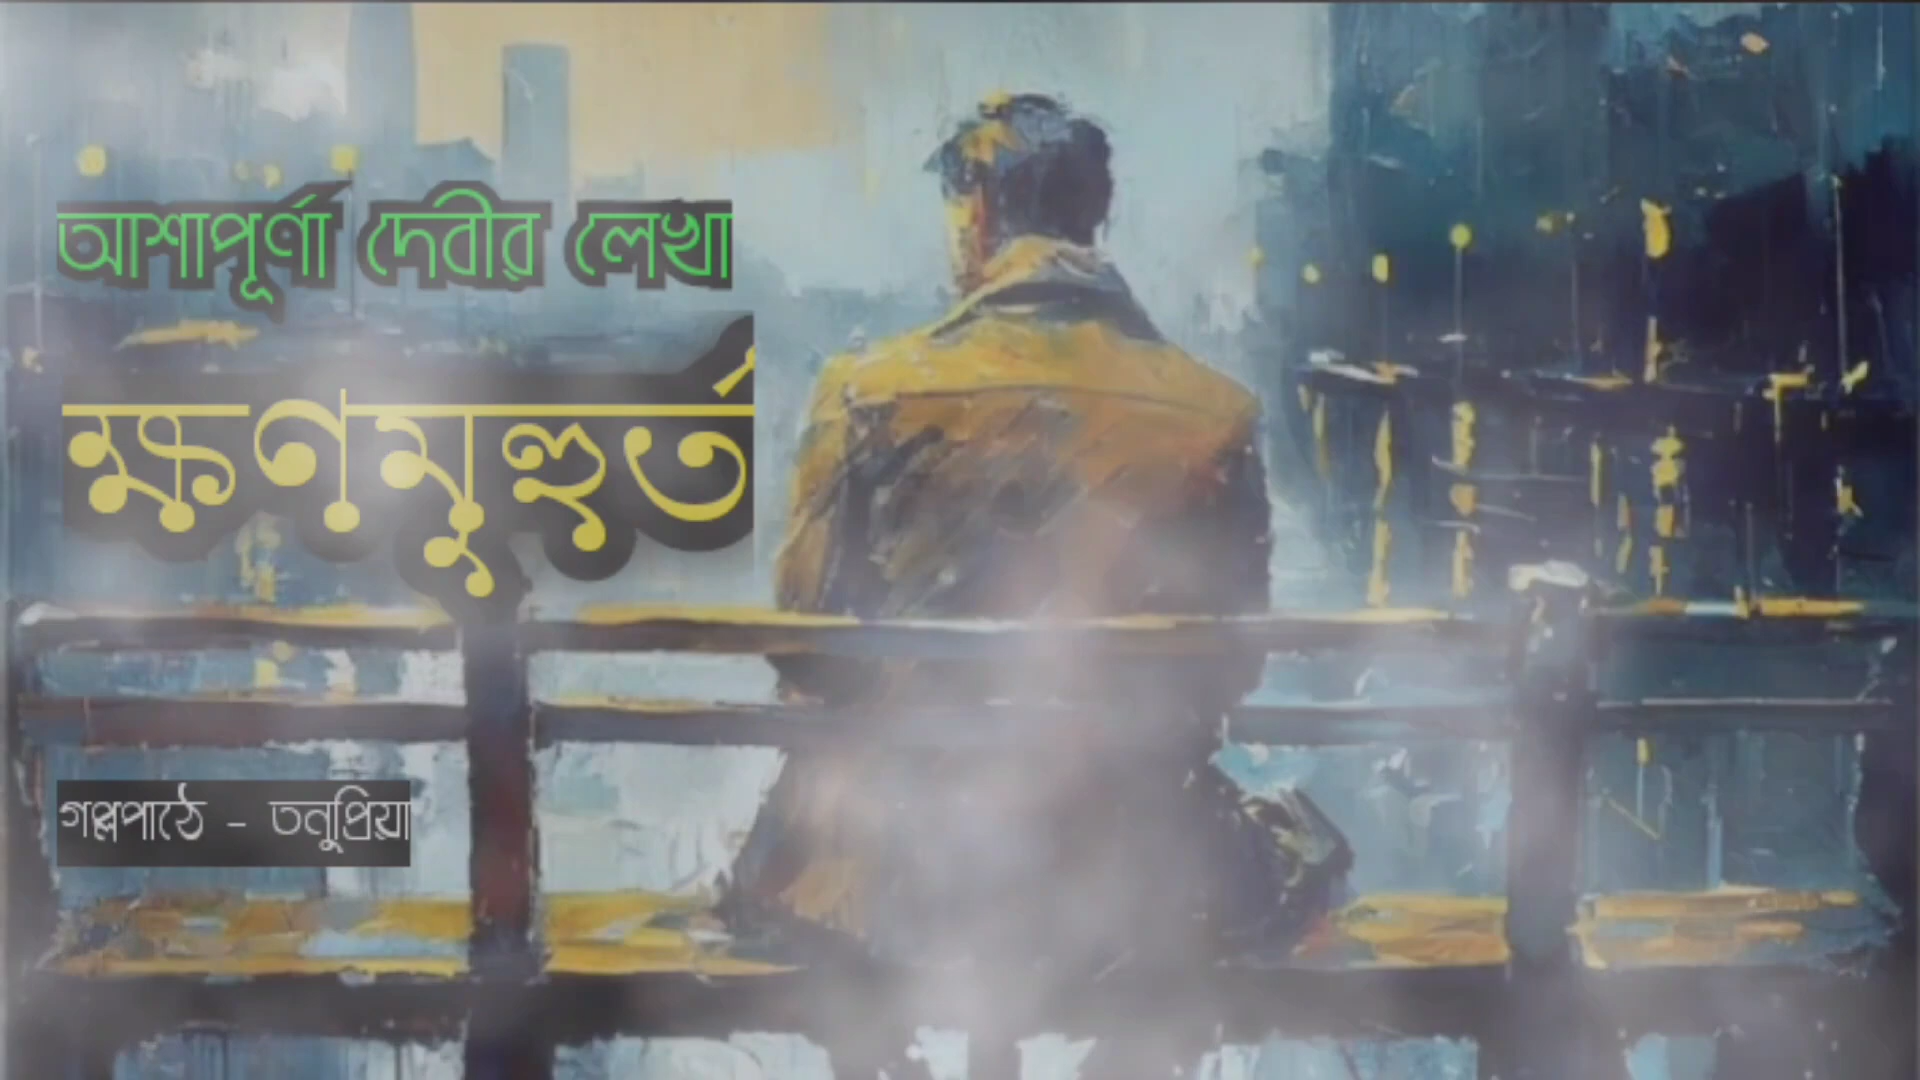 আশাপূর্ণা দেবীর লেখা
ক্ষণমুহুর্ত
গল্পপাঠে - তনুপ্রিয়া